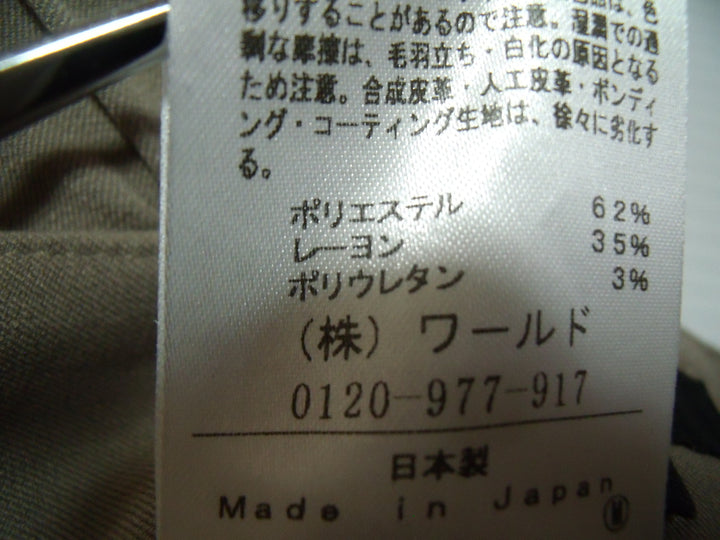 移りすることがあるので注意。湿潤での過
剰な摩擦は、毛羽立ち・白化の原因となる
ため注意。合成皮革・人工皮革・ボンディ
ング・コーティング生地は、徐々に劣化す
る。
ポリエステル 62%
レーヨン 35%
ポリウレタン 3%
(株) ワールド
0120-977-917
日本製
Made in Japan
M